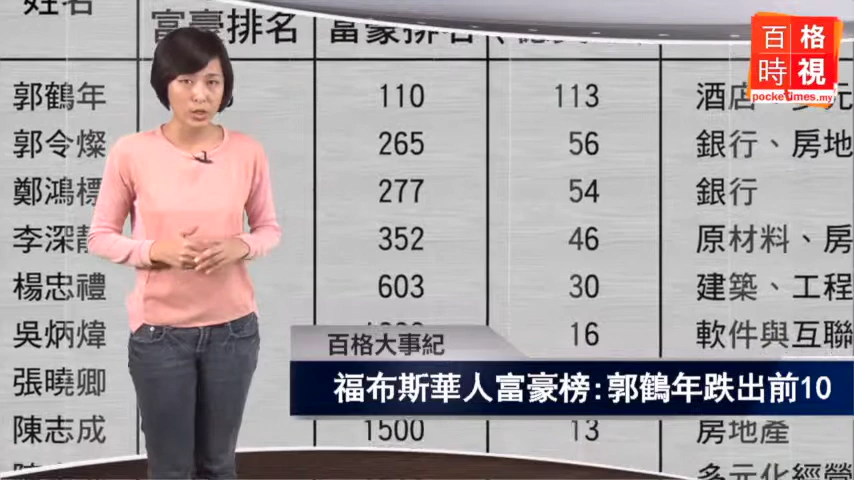 姓名
富豪排名
富豪排名
百格
時視
pocketimes.my
郭鶴年 110 113 酒店、多元
郭令燦 265 56 銀行、房地
鄭鴻標 277 54 銀行
李深靜 352 46 原材料、房
楊忠禮 603 30 建築、工程
吳炳煒 16 軟件與互聯
張曉卿
陳志成 1500 13 房地產
多元化經營
百格大事紀
福布斯華人富豪榜:郭鶴年跌出前10